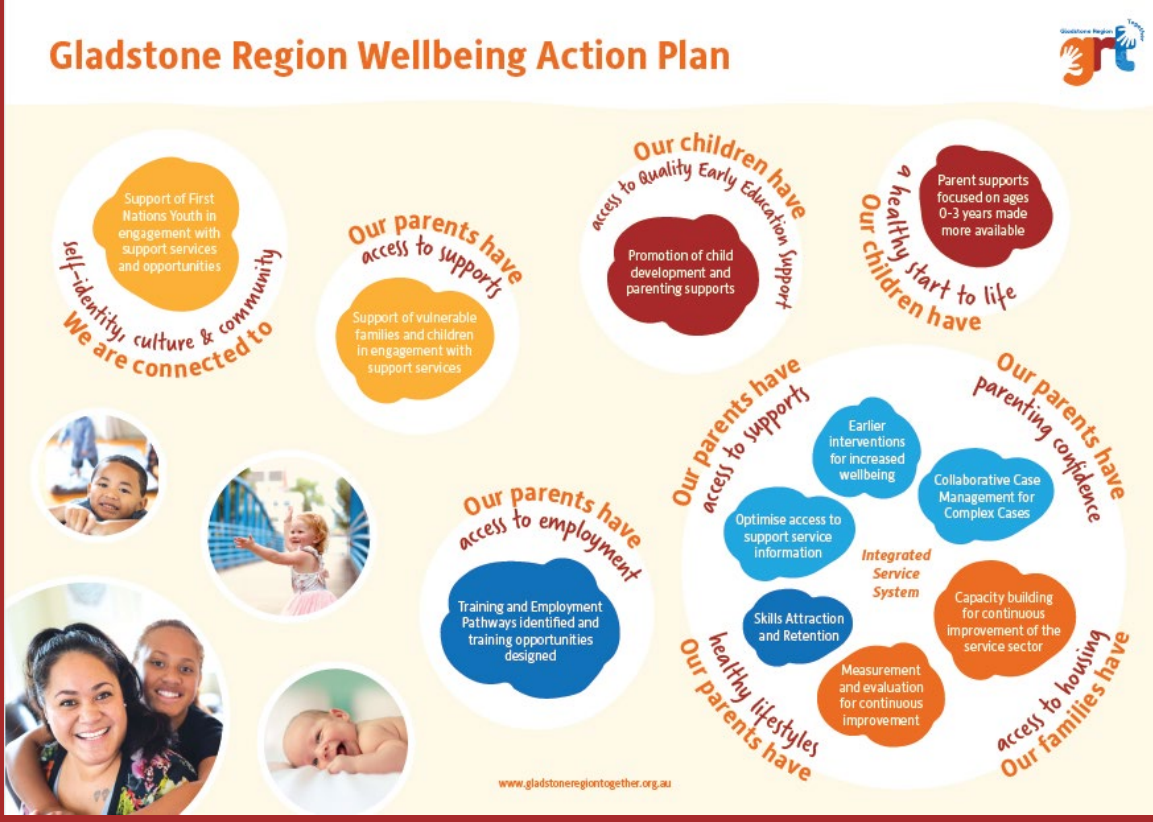 Gladstone Region Wellbeing Action Plan
Gladstone Region
Together
grt
Support of First
Nations Youth in
engagement with
support services
and opportunities
We are connected to
self-identity, culture & community
Our parents have
access to supports
Support of vulnerable
families and children
in engagement with
support services
Our children have
access to Quality Early Education Support
Promotion of child
development and
parenting supports
Our children have
a healthy start to life
Parent supports
focused on ages
0-3 years made
more available
Our parents have
access to employment
Training and Employment
Pathways identified and
training opportunities
designed
Our parents have
access to supports
Our parents have
parenting confidence
Earlier
interventions
for increased
wellbeing
Collaborative Case
Management for
Complex Cases
Optimise access to
support service
information
Integrated
Service
System
Capacity building
for continuous
improvement of the
service sector
Skills Attraction
and Retention
Measurement
and evaluation
for continuous
improvement
Our parents have
healthy lifestyles
Our families have
access to housing
www.gladstoneregiontogether.org.au